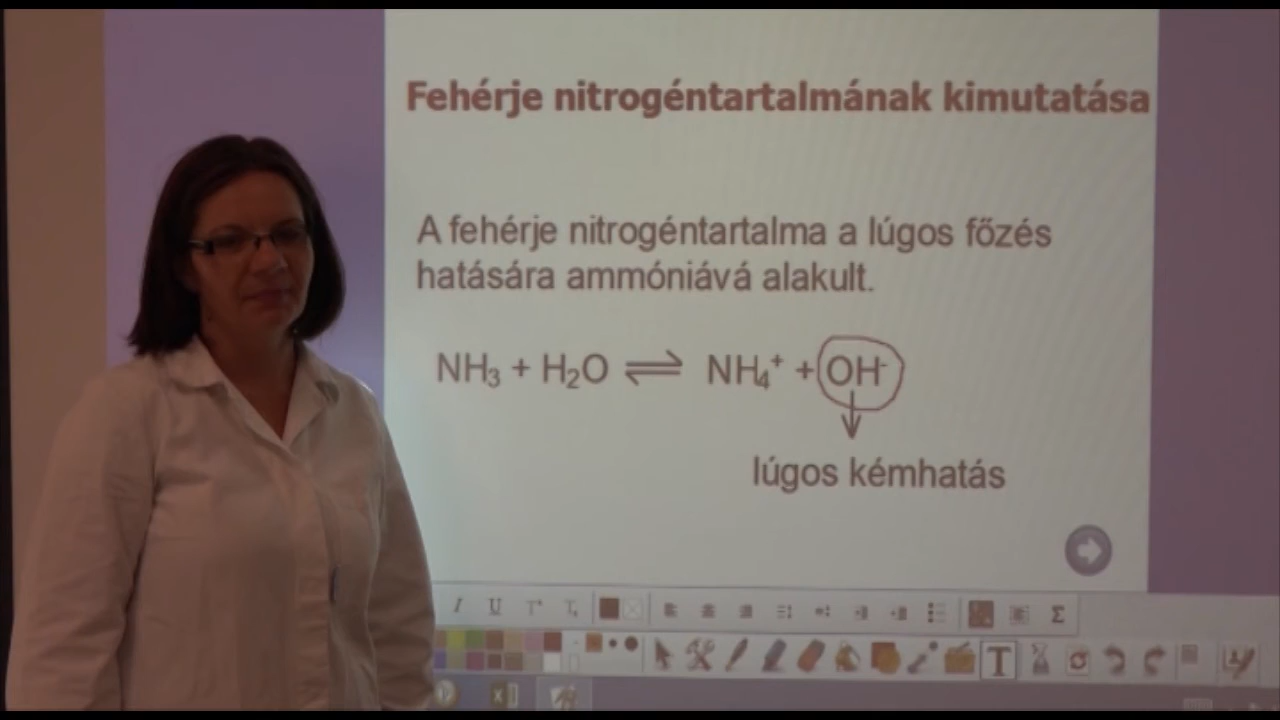 Fehérje nitrogéntartalmának kimutatása
A fehérje nitrogéntartalma a lúgos főzés
hatására ammóniává alakult.
NH₃ + H₂O ⇌ NH₄⁺ + OH⁻
lúgos kémhatás